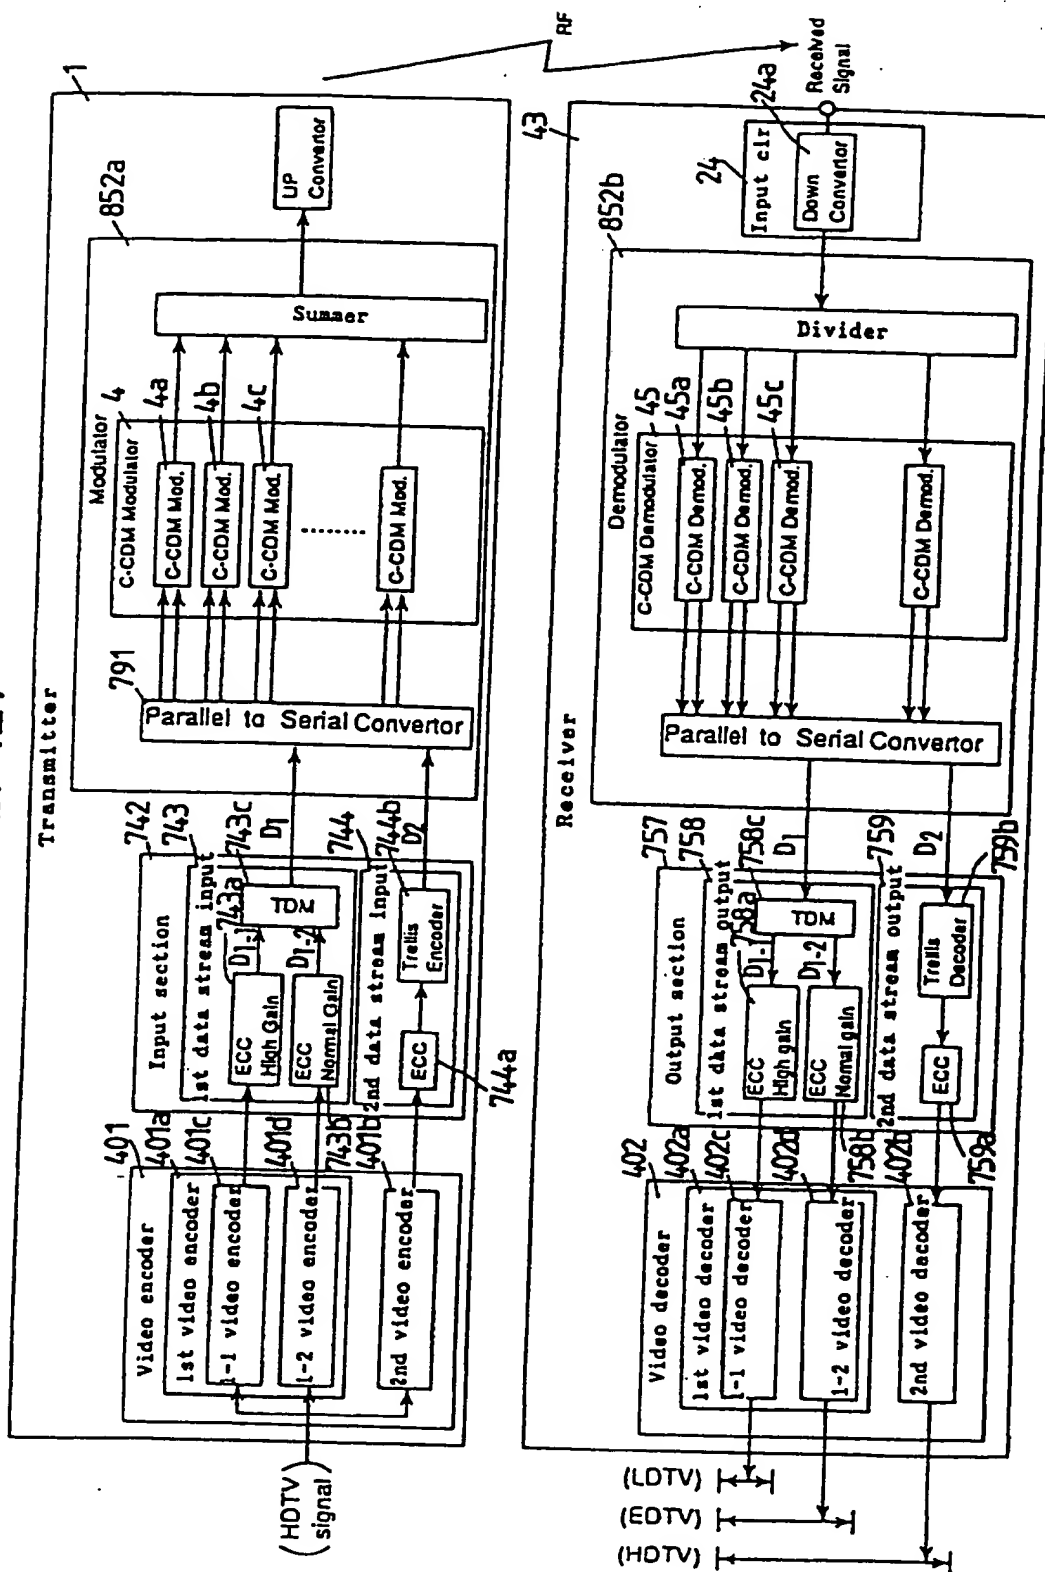 Transmitter
1
Video encoder
401
1st video encoder
401a
1-1 video encoder
401c
1-2 video encoder
401d
743b
2nd video encoder
401b
(HDTV signal)
Input section
742
1st data stream input
743
ECC High Gain
743a
D1-1
ECC Normal Gain
D1-2
TDM
743c
D1
2nd data stream input
744
ECC
744a
Trellis Encoder
744b
D2
791
Parallel to Serial Convertor
Modulator
852a
C-CDM Modulator
4
C-CDM Mod.
4a
C-CDM Mod.
4b
C-CDM Mod.
4c
........
C-CDM Mod.
Summer
UP Convertor
RF
Receiver
43
Received Signal
Input cir
24
Down Convertor
24a
Demodulator
852b
Divider
C-CDM Demodulator
45
C-CDM Demod.
45a
C-CDM Demod.
45b
C-CDM Demod.
45c
C-CDM Demod.
Parallel to Serial Convertor
D1
D2
Output section
757
1st data stream output
758
TDM
758c
D1-1
D1-2
ECC High gain
758a
ECC Normal gain
758b
2nd data stream output
759
Trellis Decoder
759b
ECC
759a
Video decoder
402
1st video decoder
402a
1-1 video decoder
402c
1-2 video decoder
402d
2nd video dacoder
402b
(LDTV)
(EDTV)
(HDTV)